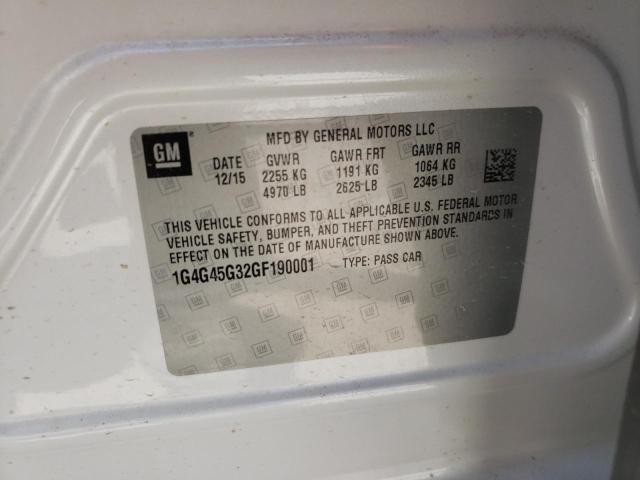 GM
MFD BY GENERAL MOTORS LLC
DATE GVWR GAWR FRT GAWR RR
12/15 2255 KG 1191 KG 1064 KG
4970 LB 2625 LB 2345 LB
THIS VEHICLE CONFORMS TO ALL APPLICABLE U.S. FEDERAL MOTOR
VEHICLE SAFETY, BUMPER, AND THEFT PREVENTION STANDARDS IN
EFFECT ON THE DATE OF MANUFACTURE SHOWN ABOVE.
1G4G45G32GF190001 TYPE: PASS CAR